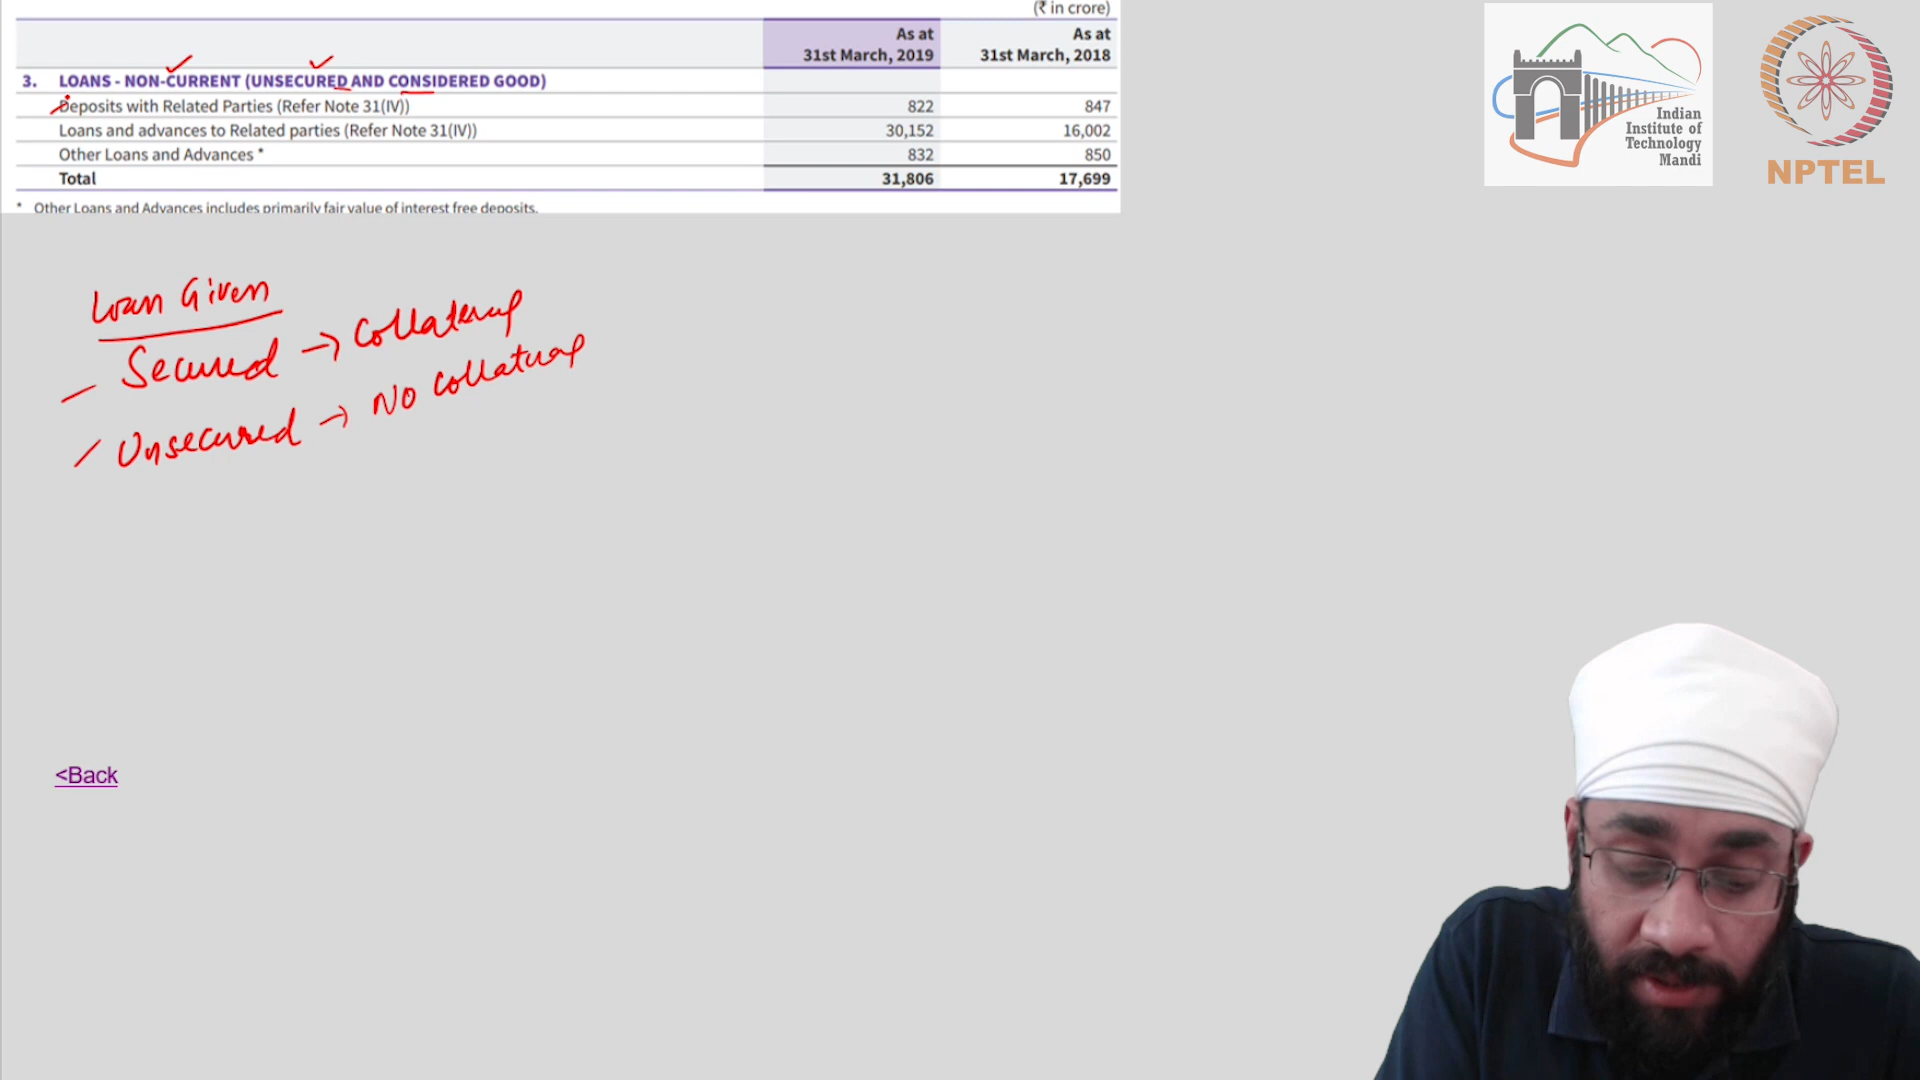 (₹ in crore)
As at
31st March, 2019
As at
31st March, 2018
3. LOANS - NON-CURRENT (UNSECURED AND CONSIDERED GOOD)
Deposits with Related Parties (Refer Note 31(IV)) 822 847
Loans and advances to Related parties (Refer Note 31(IV)) 30,152 16,002
Other Loans and Advances * 832 850
Total 31,806 17,699
* Other Loans and Advances includes primarily fair value of interest free deposits.
Loan Given
- Secured → Collateral
- Unsecured → No collateral
<Back
Indian
Institute of
Technology
Mandi
NPTEL